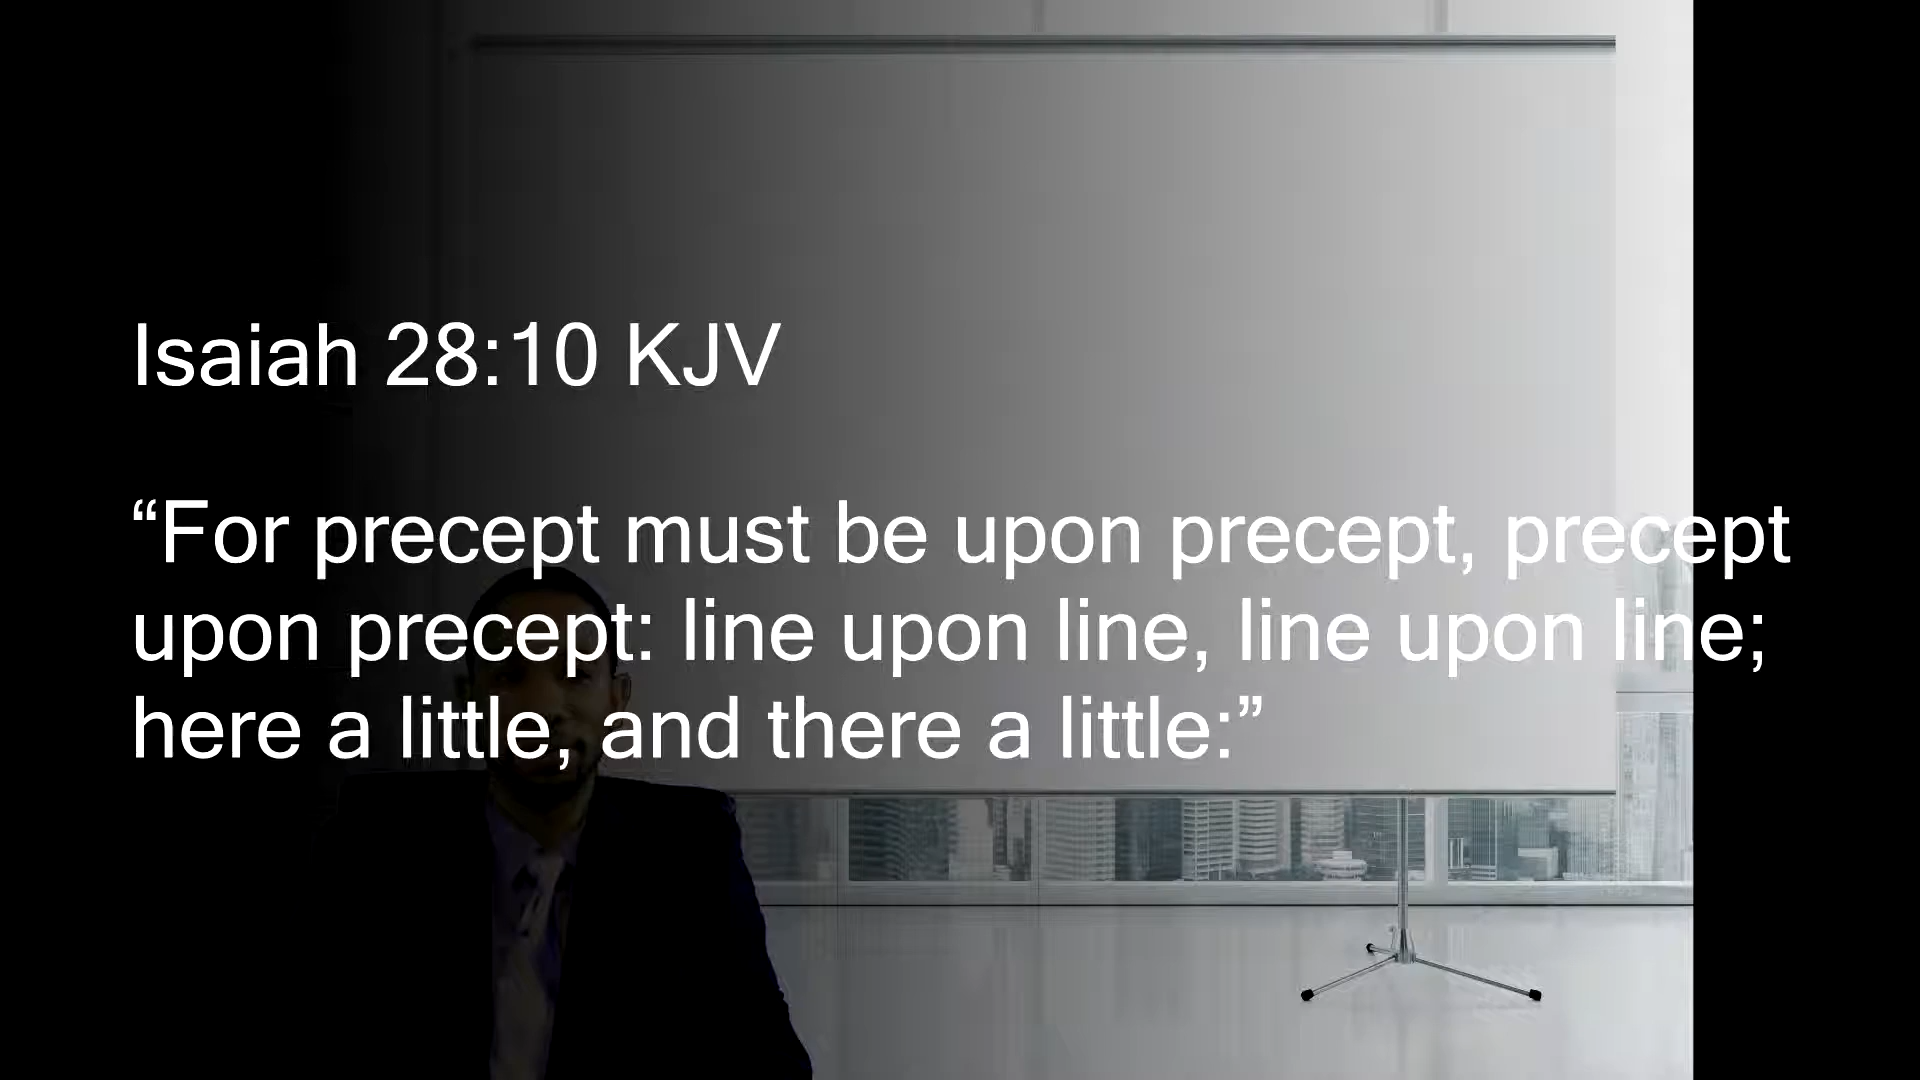 Isaiah 28:10 KJV
“For precept must be upon precept, precept
upon precept: line upon line, line upon line;
here a little, and there a little:”